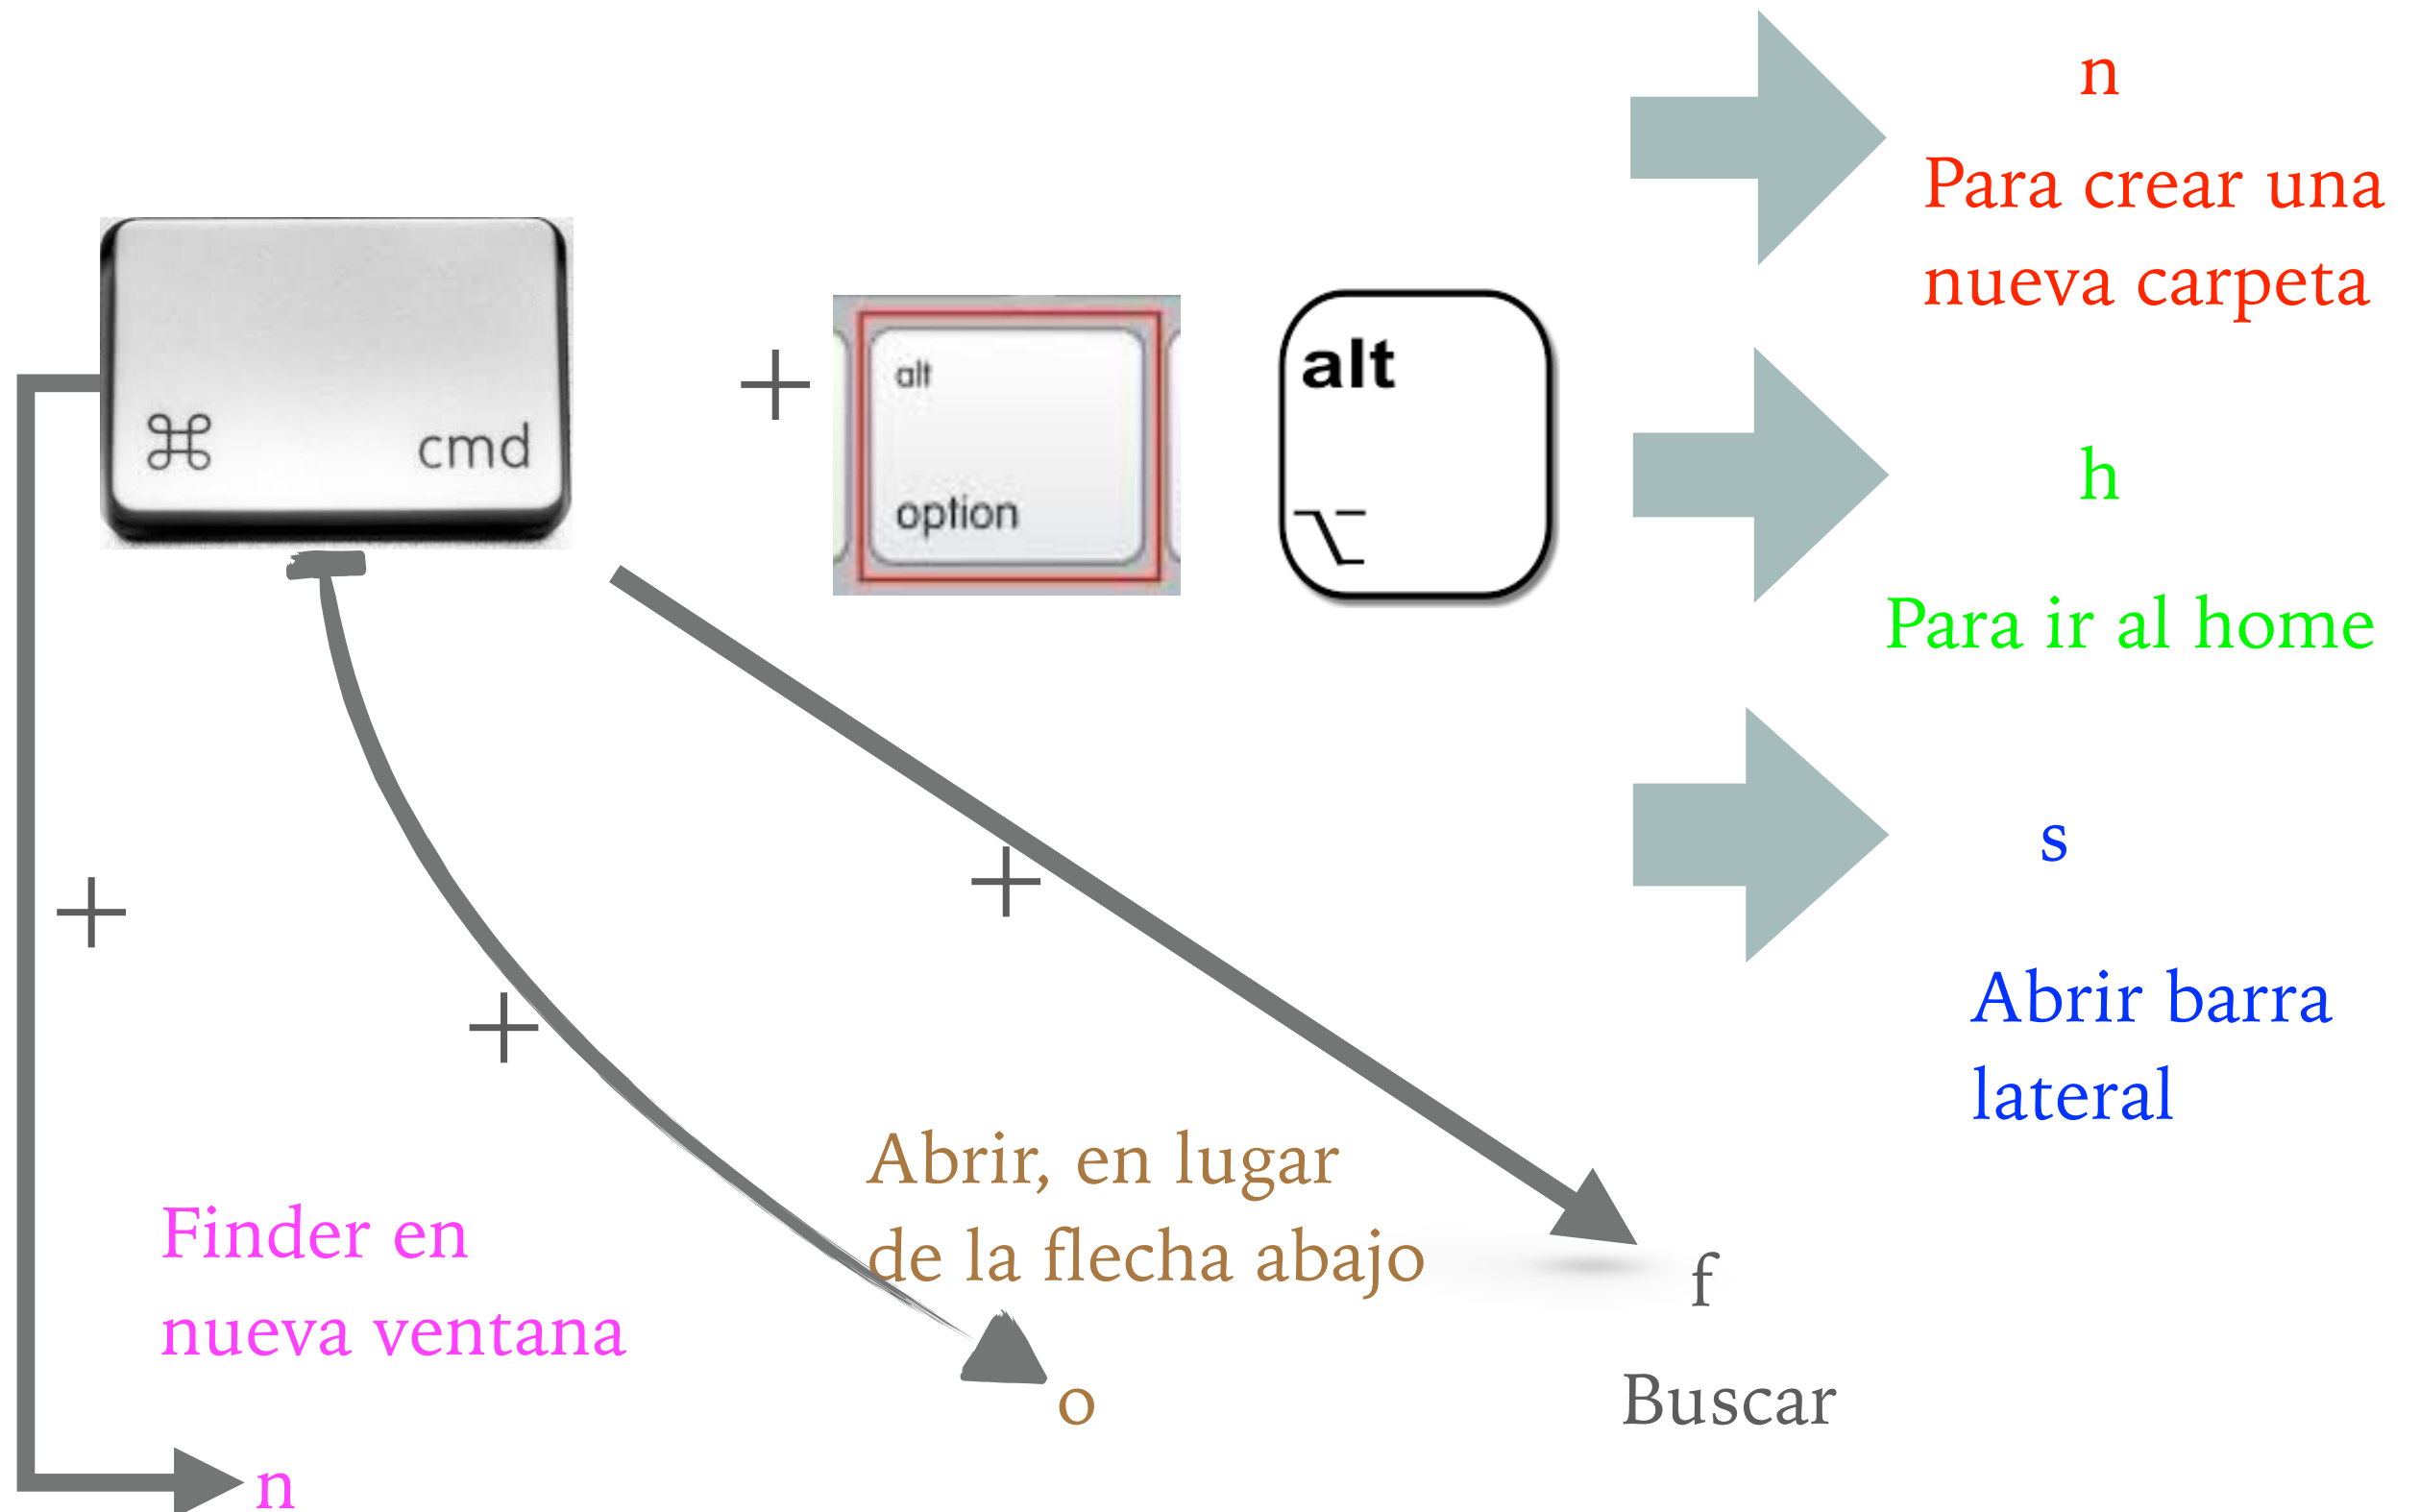 n
Para crear una
nueva carpeta
⌘ cmd
alt
option
alt
⌥
h
Para ir al home
s
Abrir barra
lateral
Abrir, en lugar
de la flecha abajo
o
f
Buscar
Finder en
nueva ventana
n
+
+
+
+